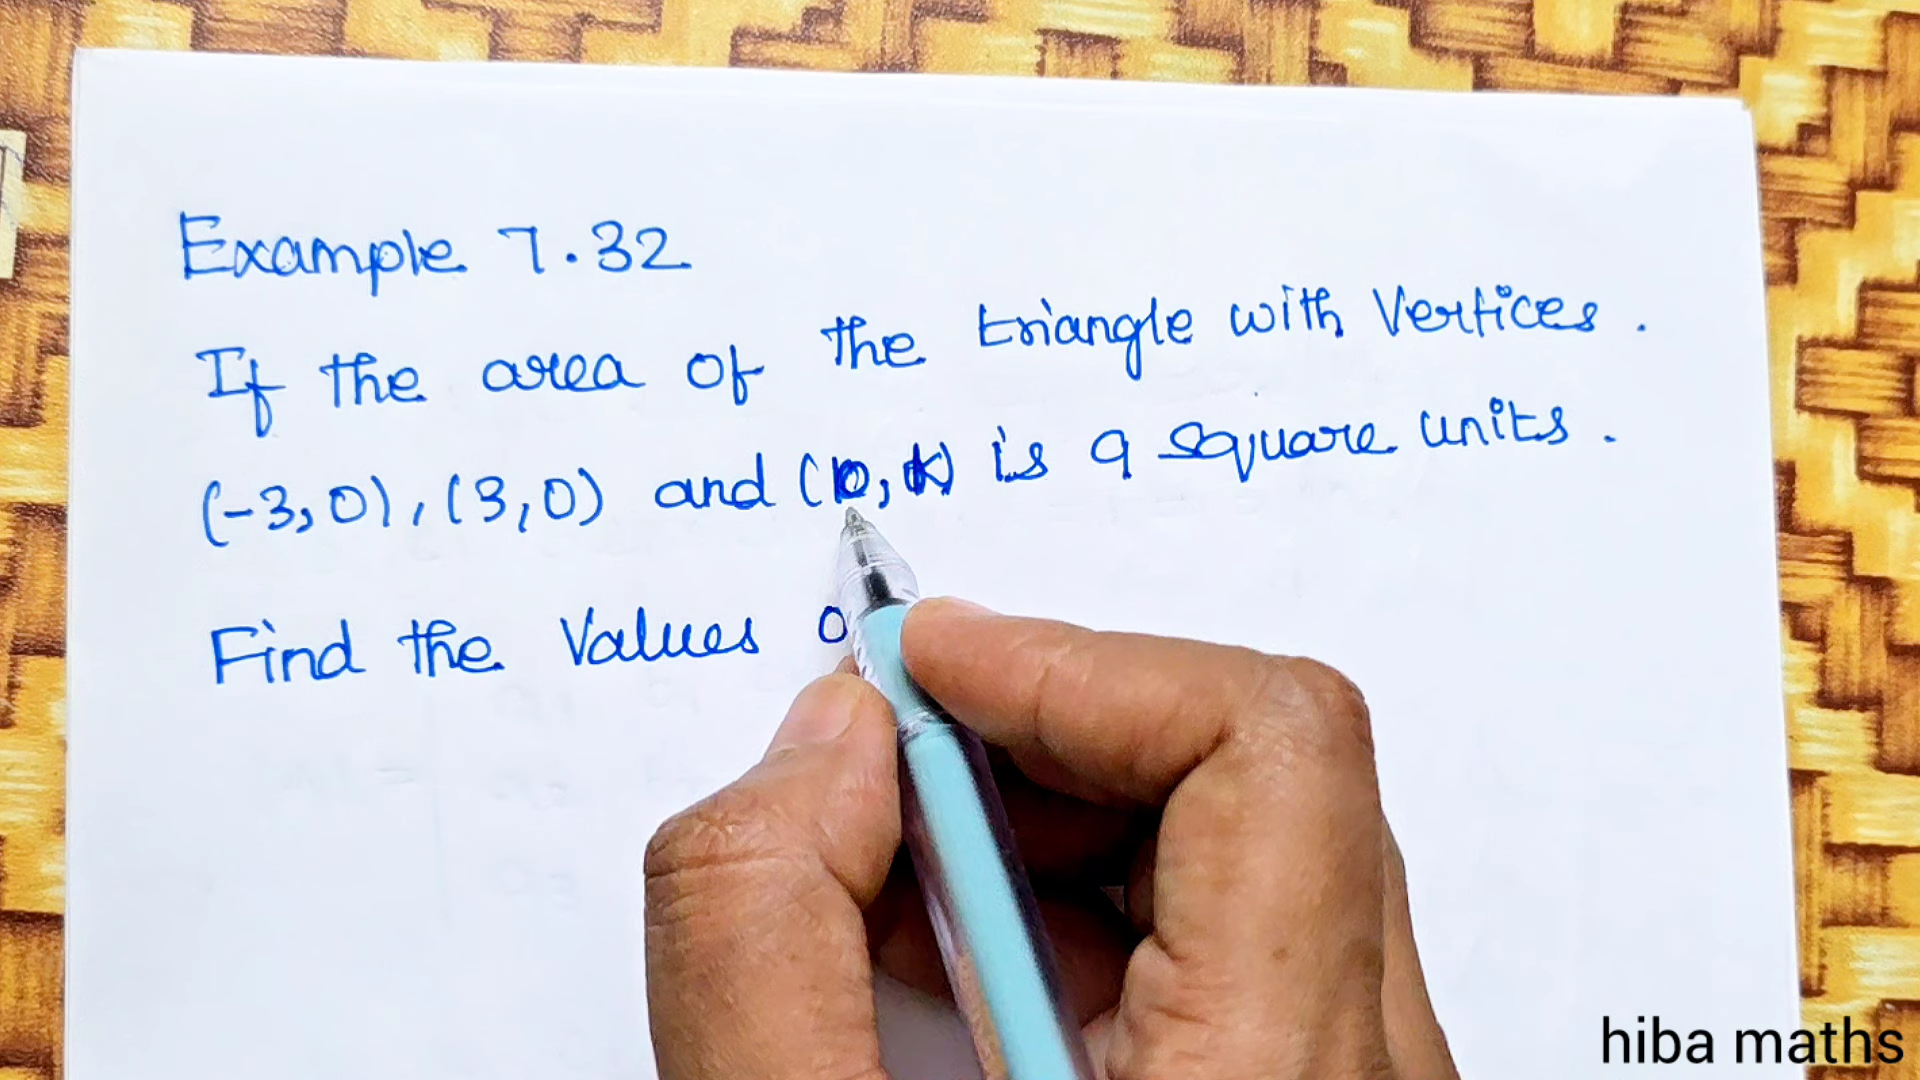 Example 7.32
If the area of the triangle with Vertices.
(-3,0), (3,0) and (0,k) is 9 square units.
Find the Values o
hiba maths